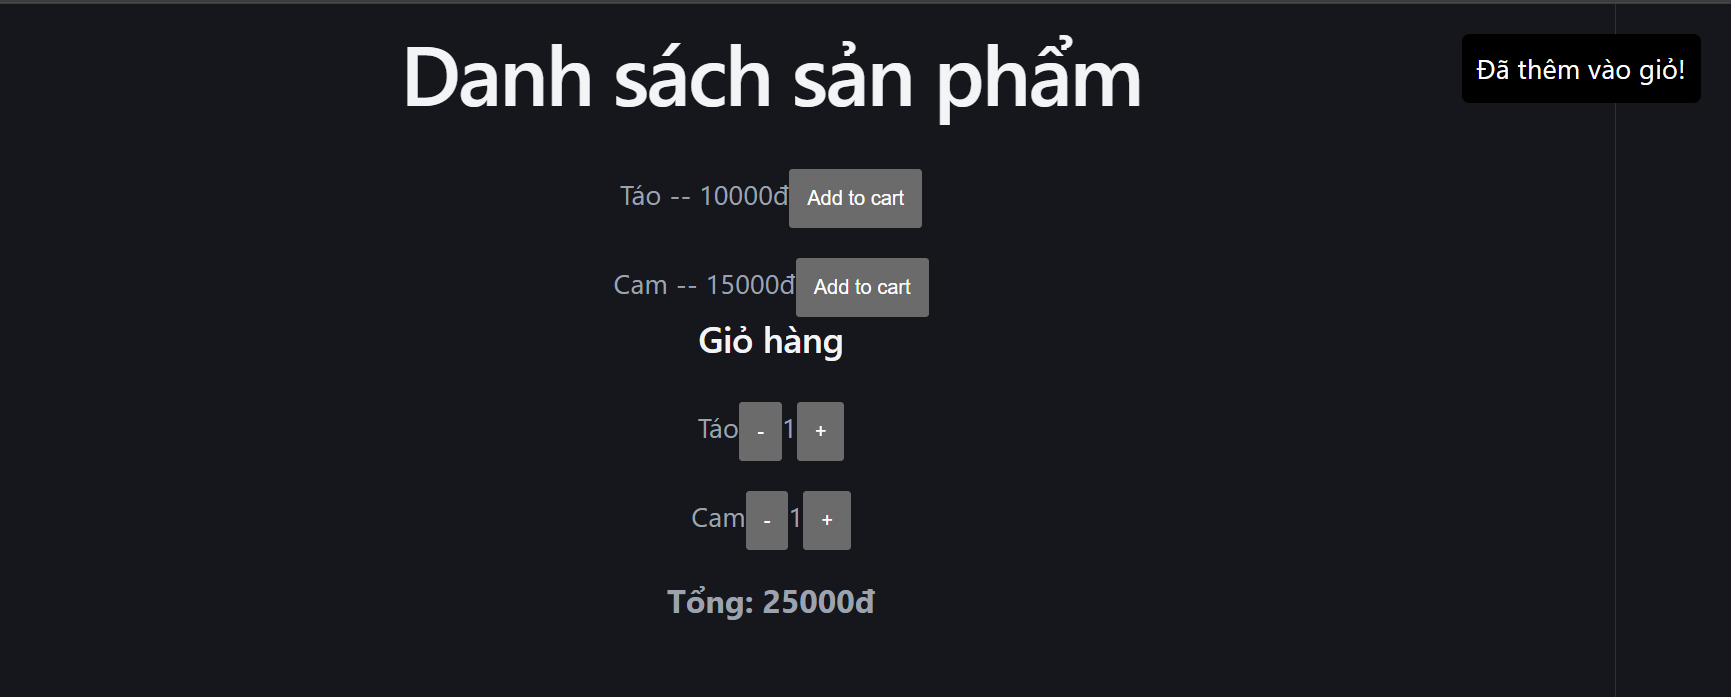 Danh sách sản phẩm
Đã thêm vào giỏ!
Táo -- 10000đ Add to cart
Cam -- 15000đ Add to cart
Giỏ hàng
Táo - 1 +
Cam - 1 +
Tổng: 25000đ